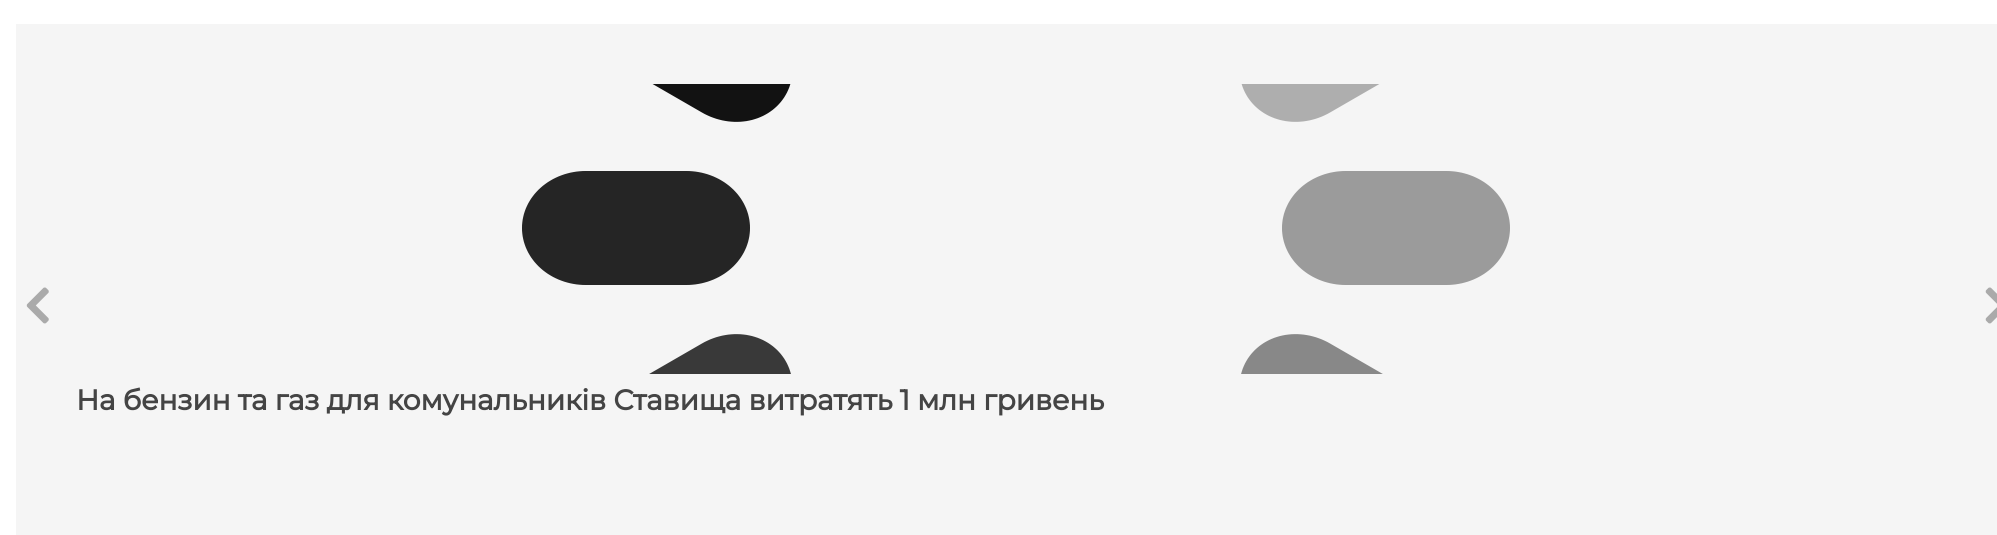 На бензин та газ для комунальників Ставища витратять 1 млн гривень